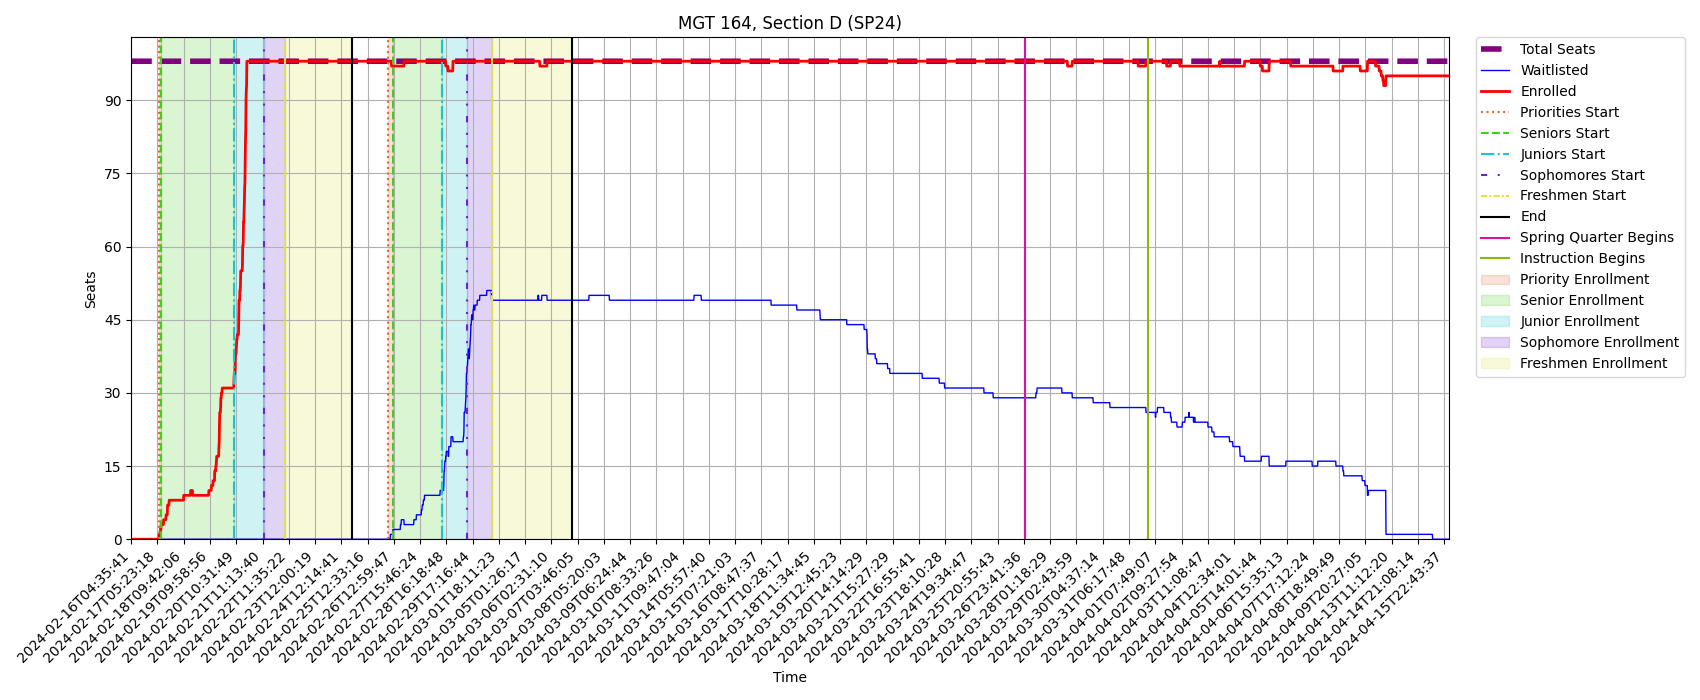 MGT 164, Section D (SP24)
Total Seats
Waitlisted
Enrolled
Priorities Start
Seniors Start
Juniors Start
Sophomores Start
Freshmen Start
End
Spring Quarter Begins
Instruction Begins
Priority Enrollment
Senior Enrollment
Junior Enrollment
Sophomore Enrollment
Freshmen Enrollment
Seats
90
75
60
45
30
15
0
2024-02-16T04:35:41
2024-02-17T05:23:18
2024-02-18T09:42:06
2024-02-19T09:58:56
2024-02-20T10:31:49
2024-02-21T11:13:40
2024-02-22T11:35:22
2024-02-23T12:00:19
2024-02-24T12:14:41
2024-02-25T12:33:16
2024-02-26T12:59:47
2024-02-27T15:46:24
2024-02-28T16:18:48
2024-02-29T17:16:44
2024-03-01T18:11:23
2024-03-05T01:26:17
2024-03-06T02:31:10
2024-03-07T03:46:05
2024-03-08T05:20:03
2024-03-09T06:24:44
2024-03-10T08:33:26
2024-03-11T09:47:04
2024-03-14T05:57:40
2024-03-15T07:21:03
2024-03-16T08:47:37
2024-03-17T10:28:17
2024-03-18T11:34:45
2024-03-19T12:45:23
2024-03-20T14:14:29
2024-03-21T15:27:29
2024-03-22T16:55:41
2024-03-23T18:10:28
2024-03-24T19:34:47
2024-03-25T20:55:43
2024-03-26T23:41:36
2024-03-28T01:18:29
2024-03-29T02:43:59
2024-03-30T04:37:14
2024-03-31T06:17:48
2024-04-01T07:49:07
2024-04-02T09:27:54
2024-04-03T11:08:47
2024-04-04T12:34:01
2024-04-05T14:01:44
2024-04-06T15:35:13
2024-04-07T17:12:24
2024-04-08T18:49:49
2024-04-09T20:27:05
2024-04-13T11:12:20
2024-04-14T21:08:14
2024-04-15T22:43:37
Time